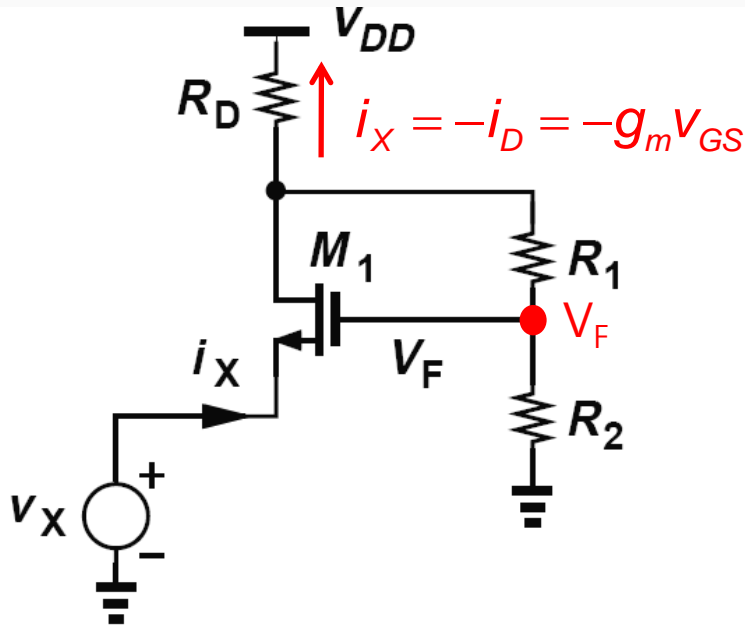 V_DD
R_D
i_X = −i_D = −g_m v_GS
M_1
R_1
V_F
V_F
i_X
R_2
v_X
+
−